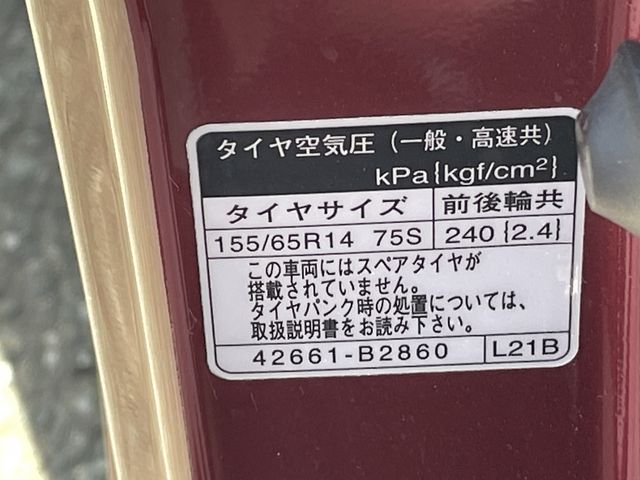 タイヤ空気圧（一般・高速共）
kPa{kgf/cm²}
タイヤサイズ 前後輪共
155/65R14 75S 240{2.4}
この車両にはスペアタイヤが
搭載されていません。
タイヤパンク時の処置については、
取扱説明書をお読み下さい。
42661-B2860 L21B